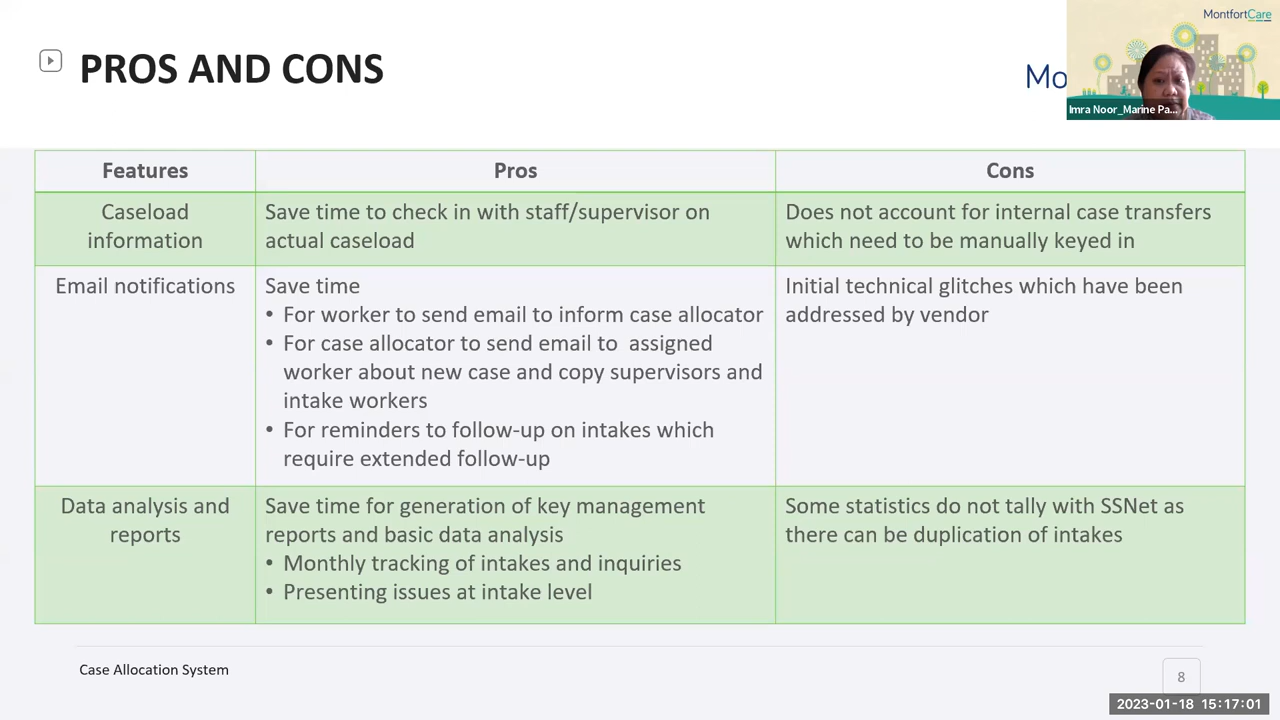 MontfortCare
PROS AND CONS
Mo
Imra Noor_Marine Pa...
Features
Pros
Cons
Caseload
information
Save time to check in with staff/supervisor on
actual caseload
Does not account for internal case transfers
which need to be manually keyed in
Email notifications
Save time
• For worker to send email to inform case allocator
• For case allocator to send email to  assigned
worker about new case and copy supervisors and
intake workers
• For reminders to follow-up on intakes which
require extended follow-up
Initial technical glitches which have been
addressed by vendor
Data analysis and
reports
Save time for generation of key management
reports and basic data analysis
• Monthly tracking of intakes and inquiries
• Presenting issues at intake level
Some statistics do not tally with SSNet as
there can be duplication of intakes
Case Allocation System
8
2023-01-18 15:17:01